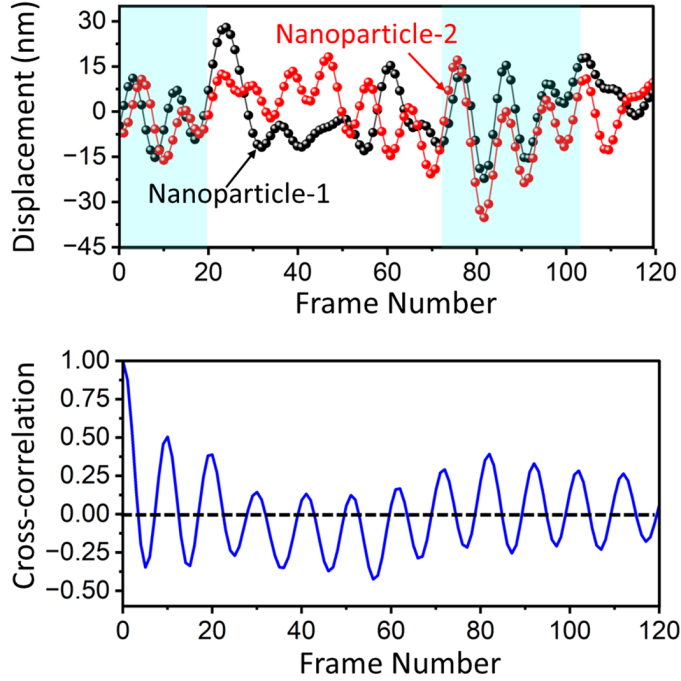 Displacement (nm)
30
15
0
−15
−30
−45
Nanoparticle-2
Nanoparticle-1
0 20 40 60 80 100 120
Frame Number
Cross-correlation
1.00
0.75
0.50
0.25
0.00
−0.25
−0.50
0 20 40 60 80 100 120
Frame Number